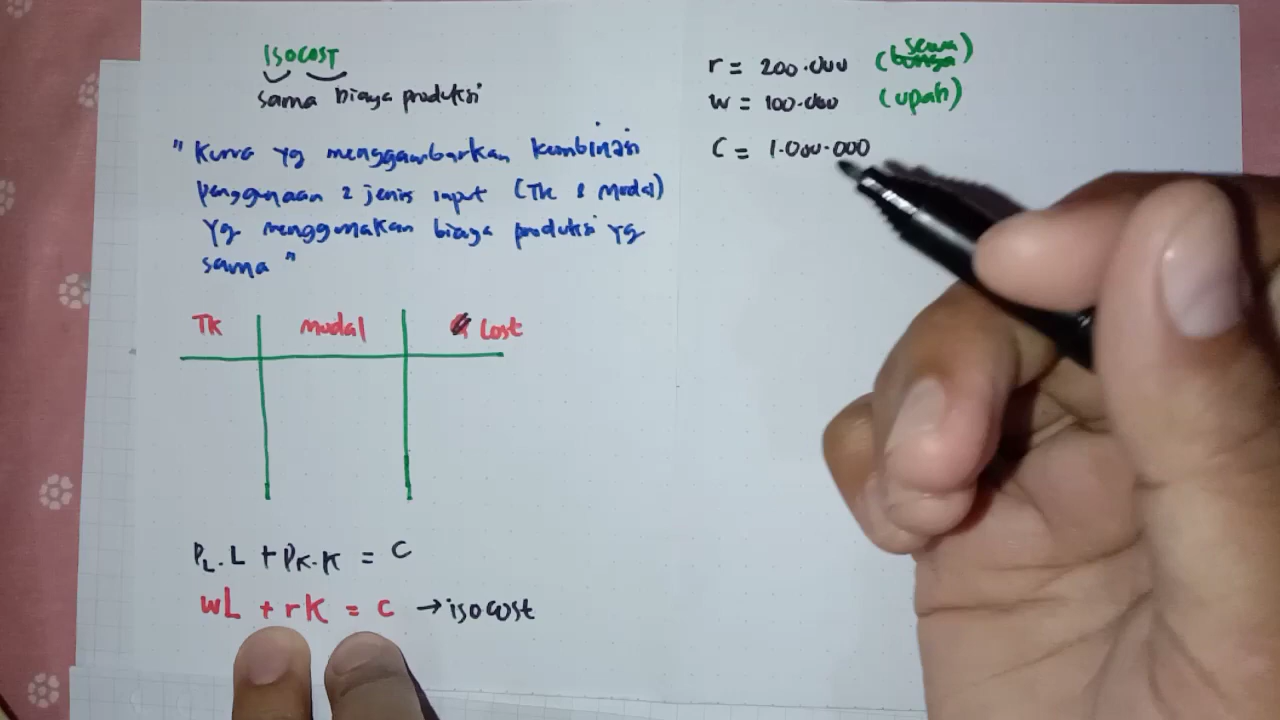 isocost
sama biaya produksi
"Kurva yg menggambarkan kombinasi
penggunaan 2 jenis input (TK & Modal)
yg menggunakan biaya produksi yg
sama"
TK modal Cost
PL.L + PK.K = C
wL + rK = C → isocost
r = 200.000 (sewa)
w = 100.000 (upah)
C = 1.000.000